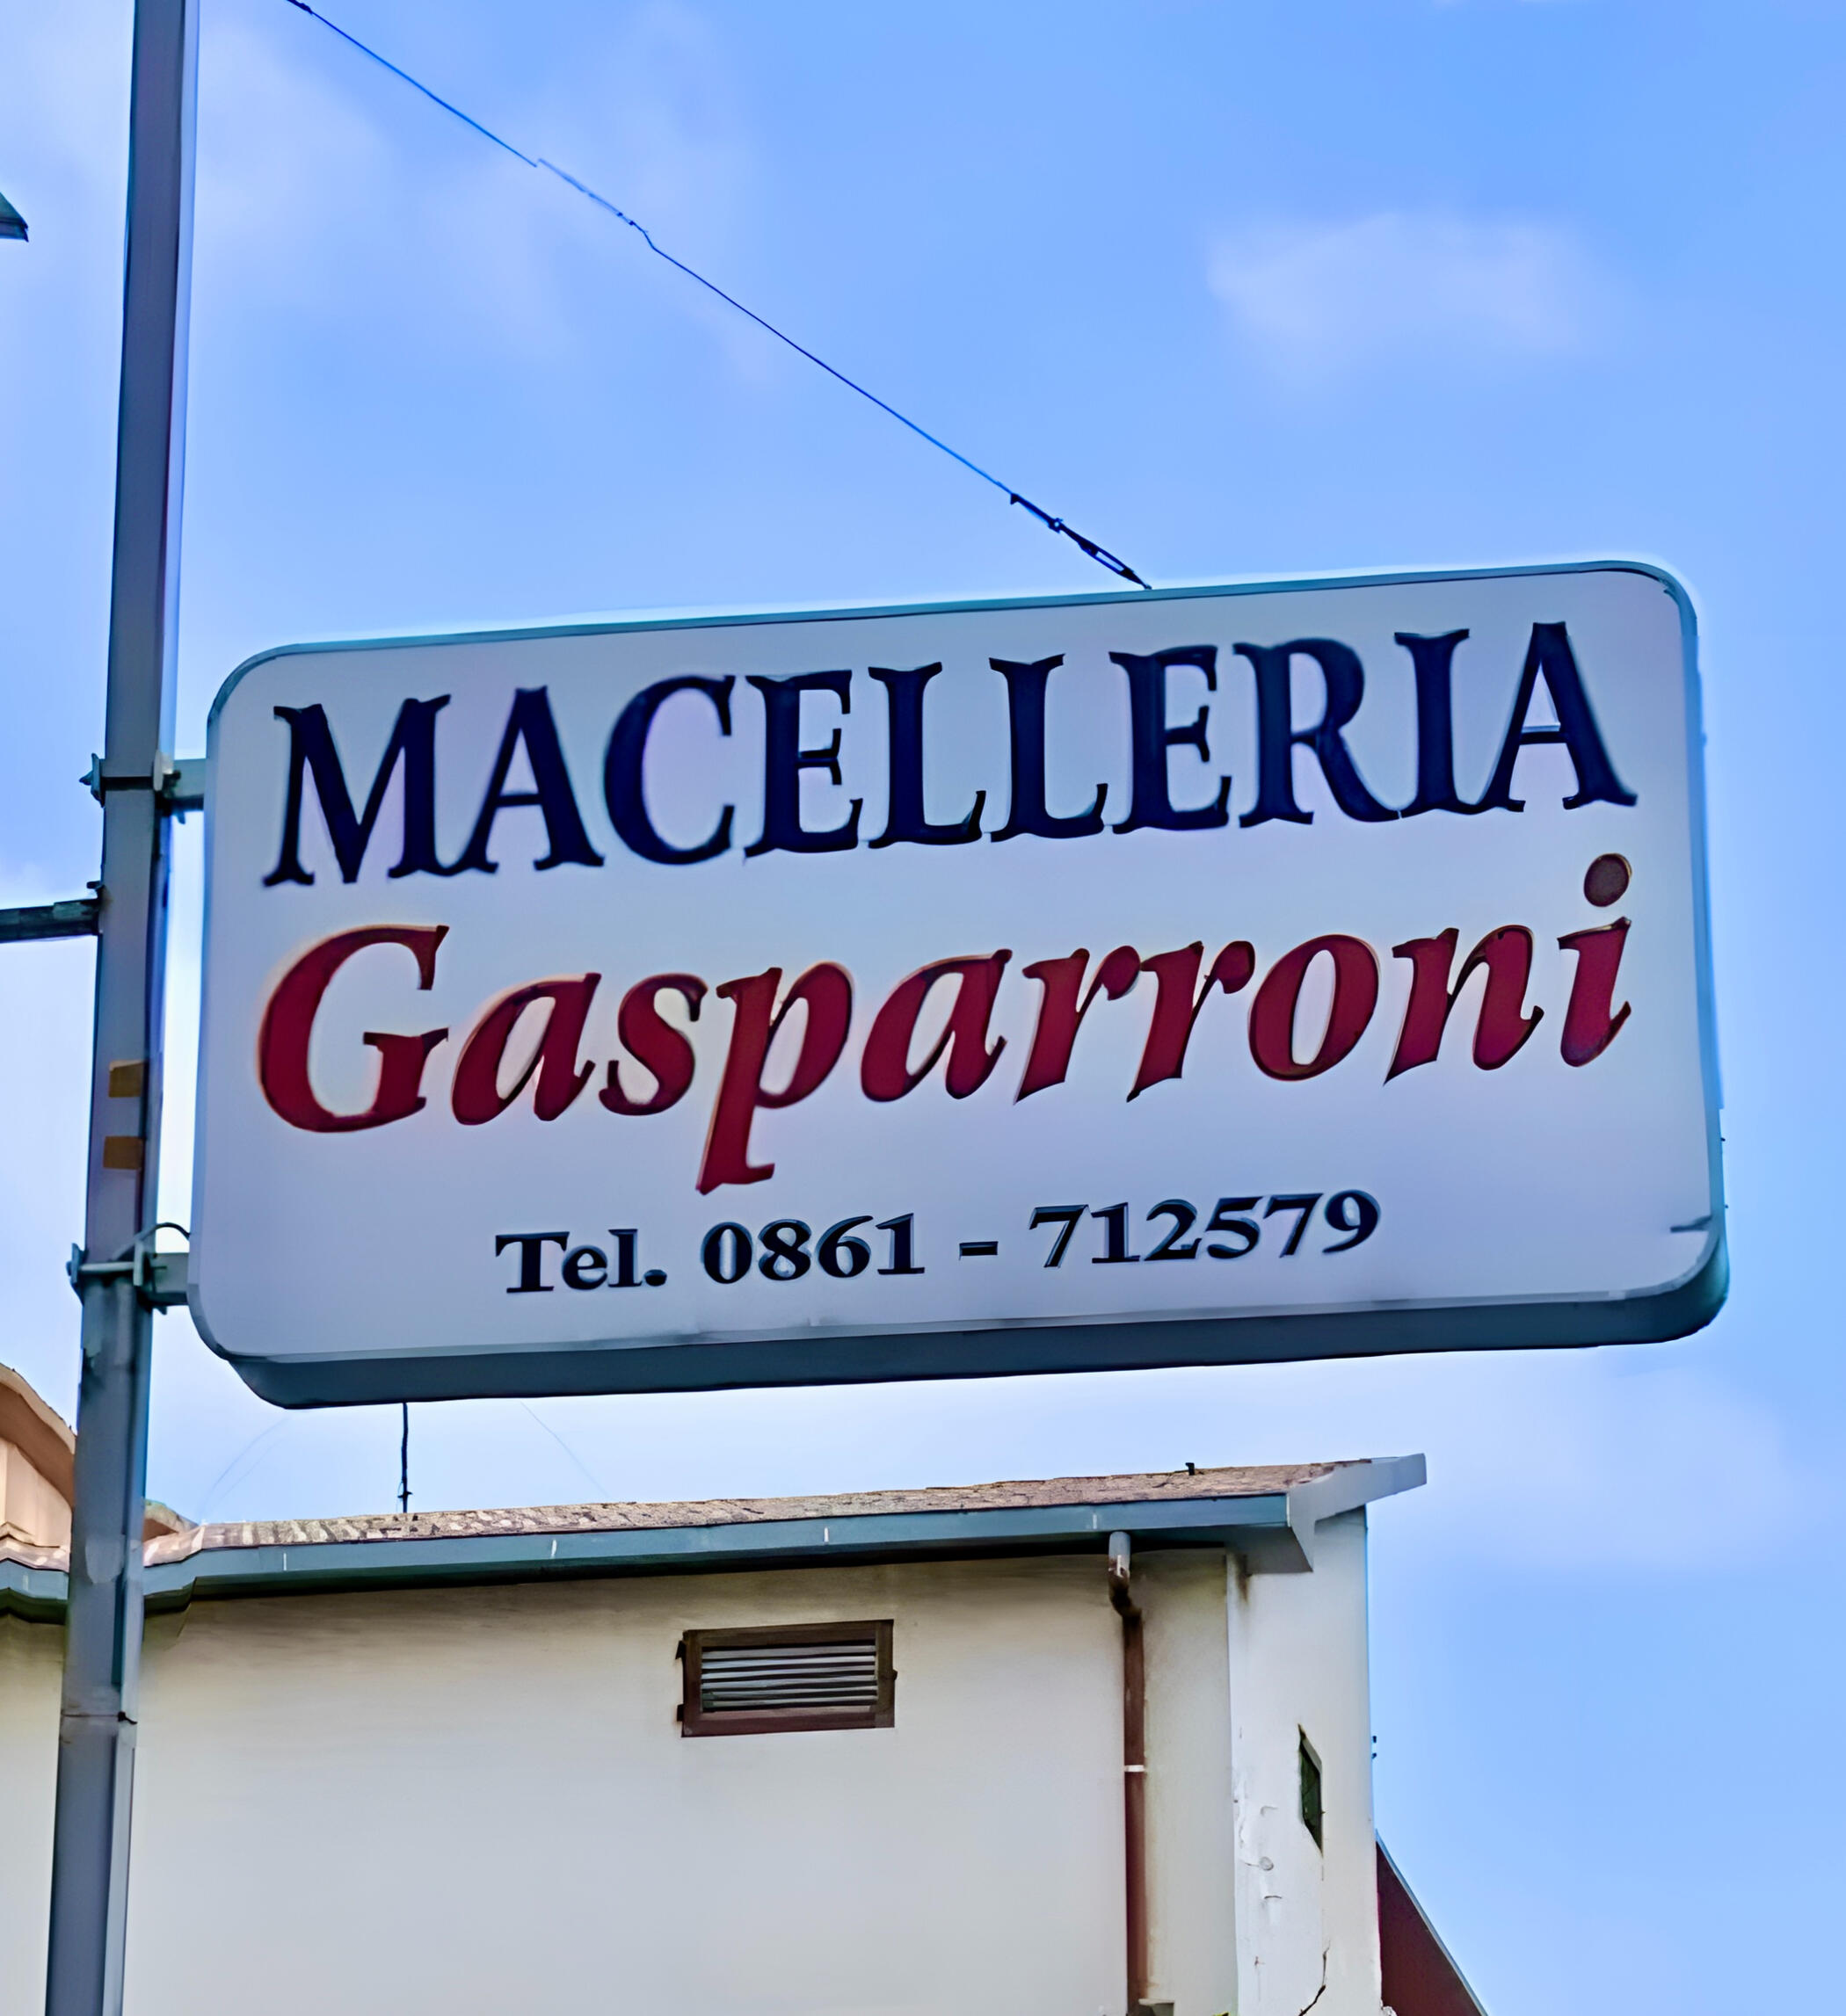 MACELLERIA
Gasparroni
Tel. 0861 - 712579